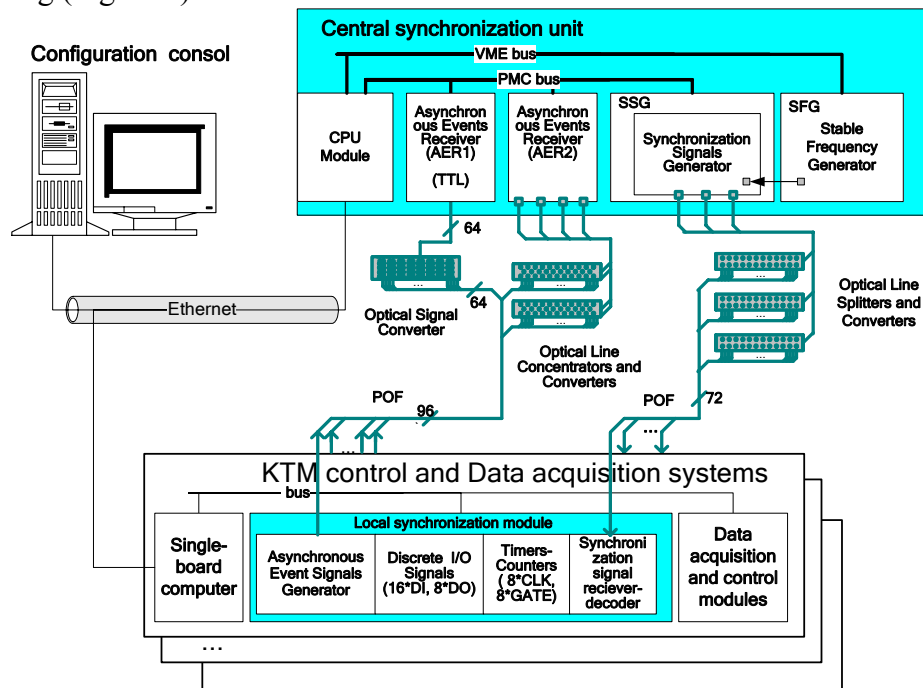 Central synchronization unit
Configuration consol
VME bus
PMC bus
CPU
Module
Asynchron
ous Events
Receiver
(AER1)
(TTL)
Asynchron
ous Events
Receiver
(AER2)
SSG
Synchronization
Signals
Generator
SFG
Stable
Frequency
Generator
64
64
...
Optical Signal
Converter
...
...
Optical Line
Concentrators and
Converters
...
...
...
Optical Line
Splitters and
Converters
Ethernet
POF
96
...
POF
72
...
KTM control and Data acquisition systems
bus
Local synchronization module
Single-
board
computer
Asynchronous
Event Signals
Generator
Discrete I/O
Signals
(16*DI, 8*DO)
Timers-
Counters
( 8*CLK,
8*GATE)
Synchroni
zation
signal
reciever-
decoder
Data
acquisition
and control
modules
...